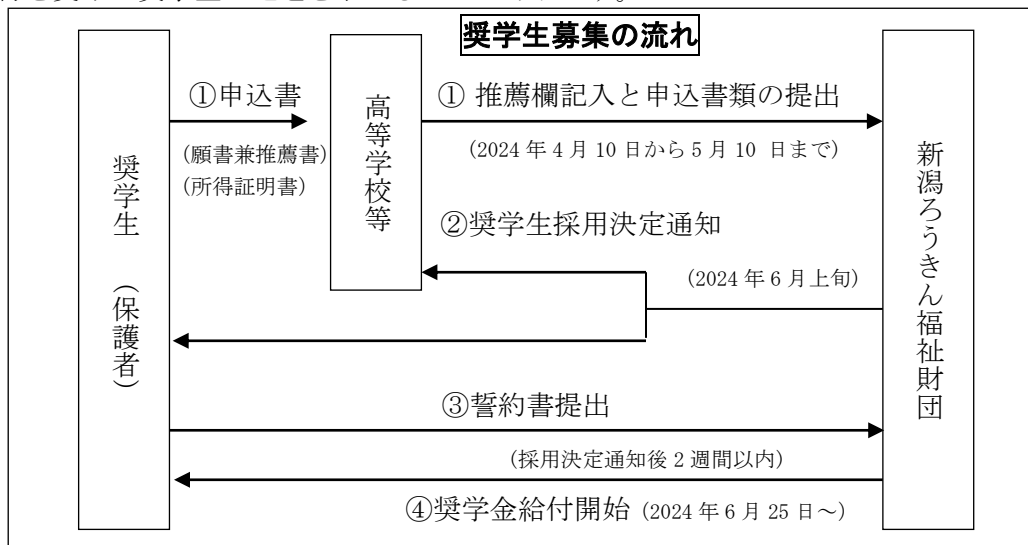 奨学生募集の流れ
①申込書
(願書兼推薦書)
(所得証明書)
① 推薦欄記入と申込書類の提出
(2024 年 4 月 10 日から 5 月 10 日まで)
奨学生 (保護者)
高等学校等
新潟ろうきん福祉財団
②奨学生採用決定通知
(2024 年 6 月上旬)
③誓約書提出
(採用決定通知後 2 週間以内)
④奨学金給付開始 (2024 年 6 月 25 日～)